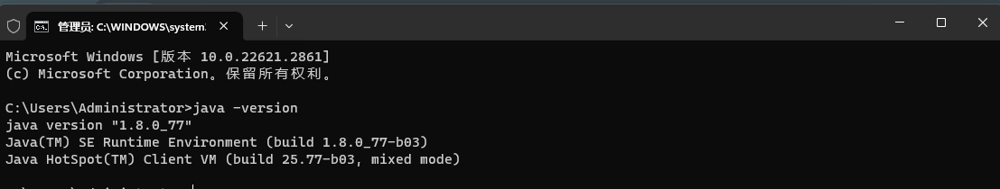 管理员: C:\WINDOWS\system
Microsoft Windows [版本 10.0.22621.2861]
(c) Microsoft Corporation。保留所有权利。
C:\Users\Administrator>java -version
java version "1.8.0_77"
Java(TM) SE Runtime Environment (build 1.8.0_77-b03)
Java HotSpot(TM) Client VM (build 25.77-b03, mixed mode)